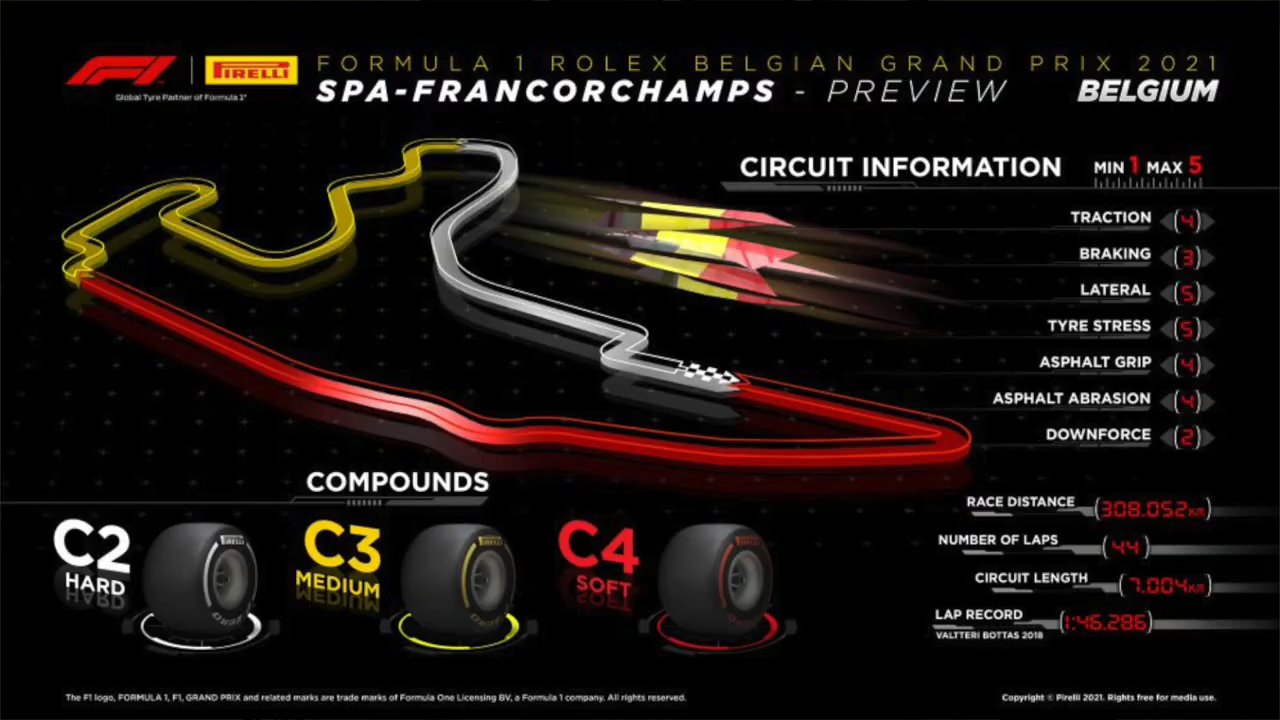 F1 | PIRELLI
Global Tyre Partner of Formula 1®
FORMULA 1 ROLEX BELGIAN GRAND PRIX 2021
SPA-FRANCORCHAMPS - PREVIEW
BELGIUM
CIRCUIT INFORMATION
MIN 1 MAX 5
TRACTION 4
BRAKING 3
LATERAL 5
TYRE STRESS 5
ASPHALT GRIP 4
ASPHALT ABRASION 4
DOWNFORCE 2
RACE DISTANCE (308.052KM)
NUMBER OF LAPS (44)
CIRCUIT LENGTH (7.004KM)
LAP RECORD (1:46.286)
VALTTERI BOTTAS 2018
COMPOUNDS
C2
HARD
PIRELLI
C3
MEDIUM
PIRELLI
C4
SOFT
PIRELLI
The F1 logo, FORMULA 1, F1, GRAND PRIX and related marks are trade marks of Formula One Licensing BV, a Formula 1 company. All rights reserved.
Copyright © Pirelli 2021. Rights free for media use.